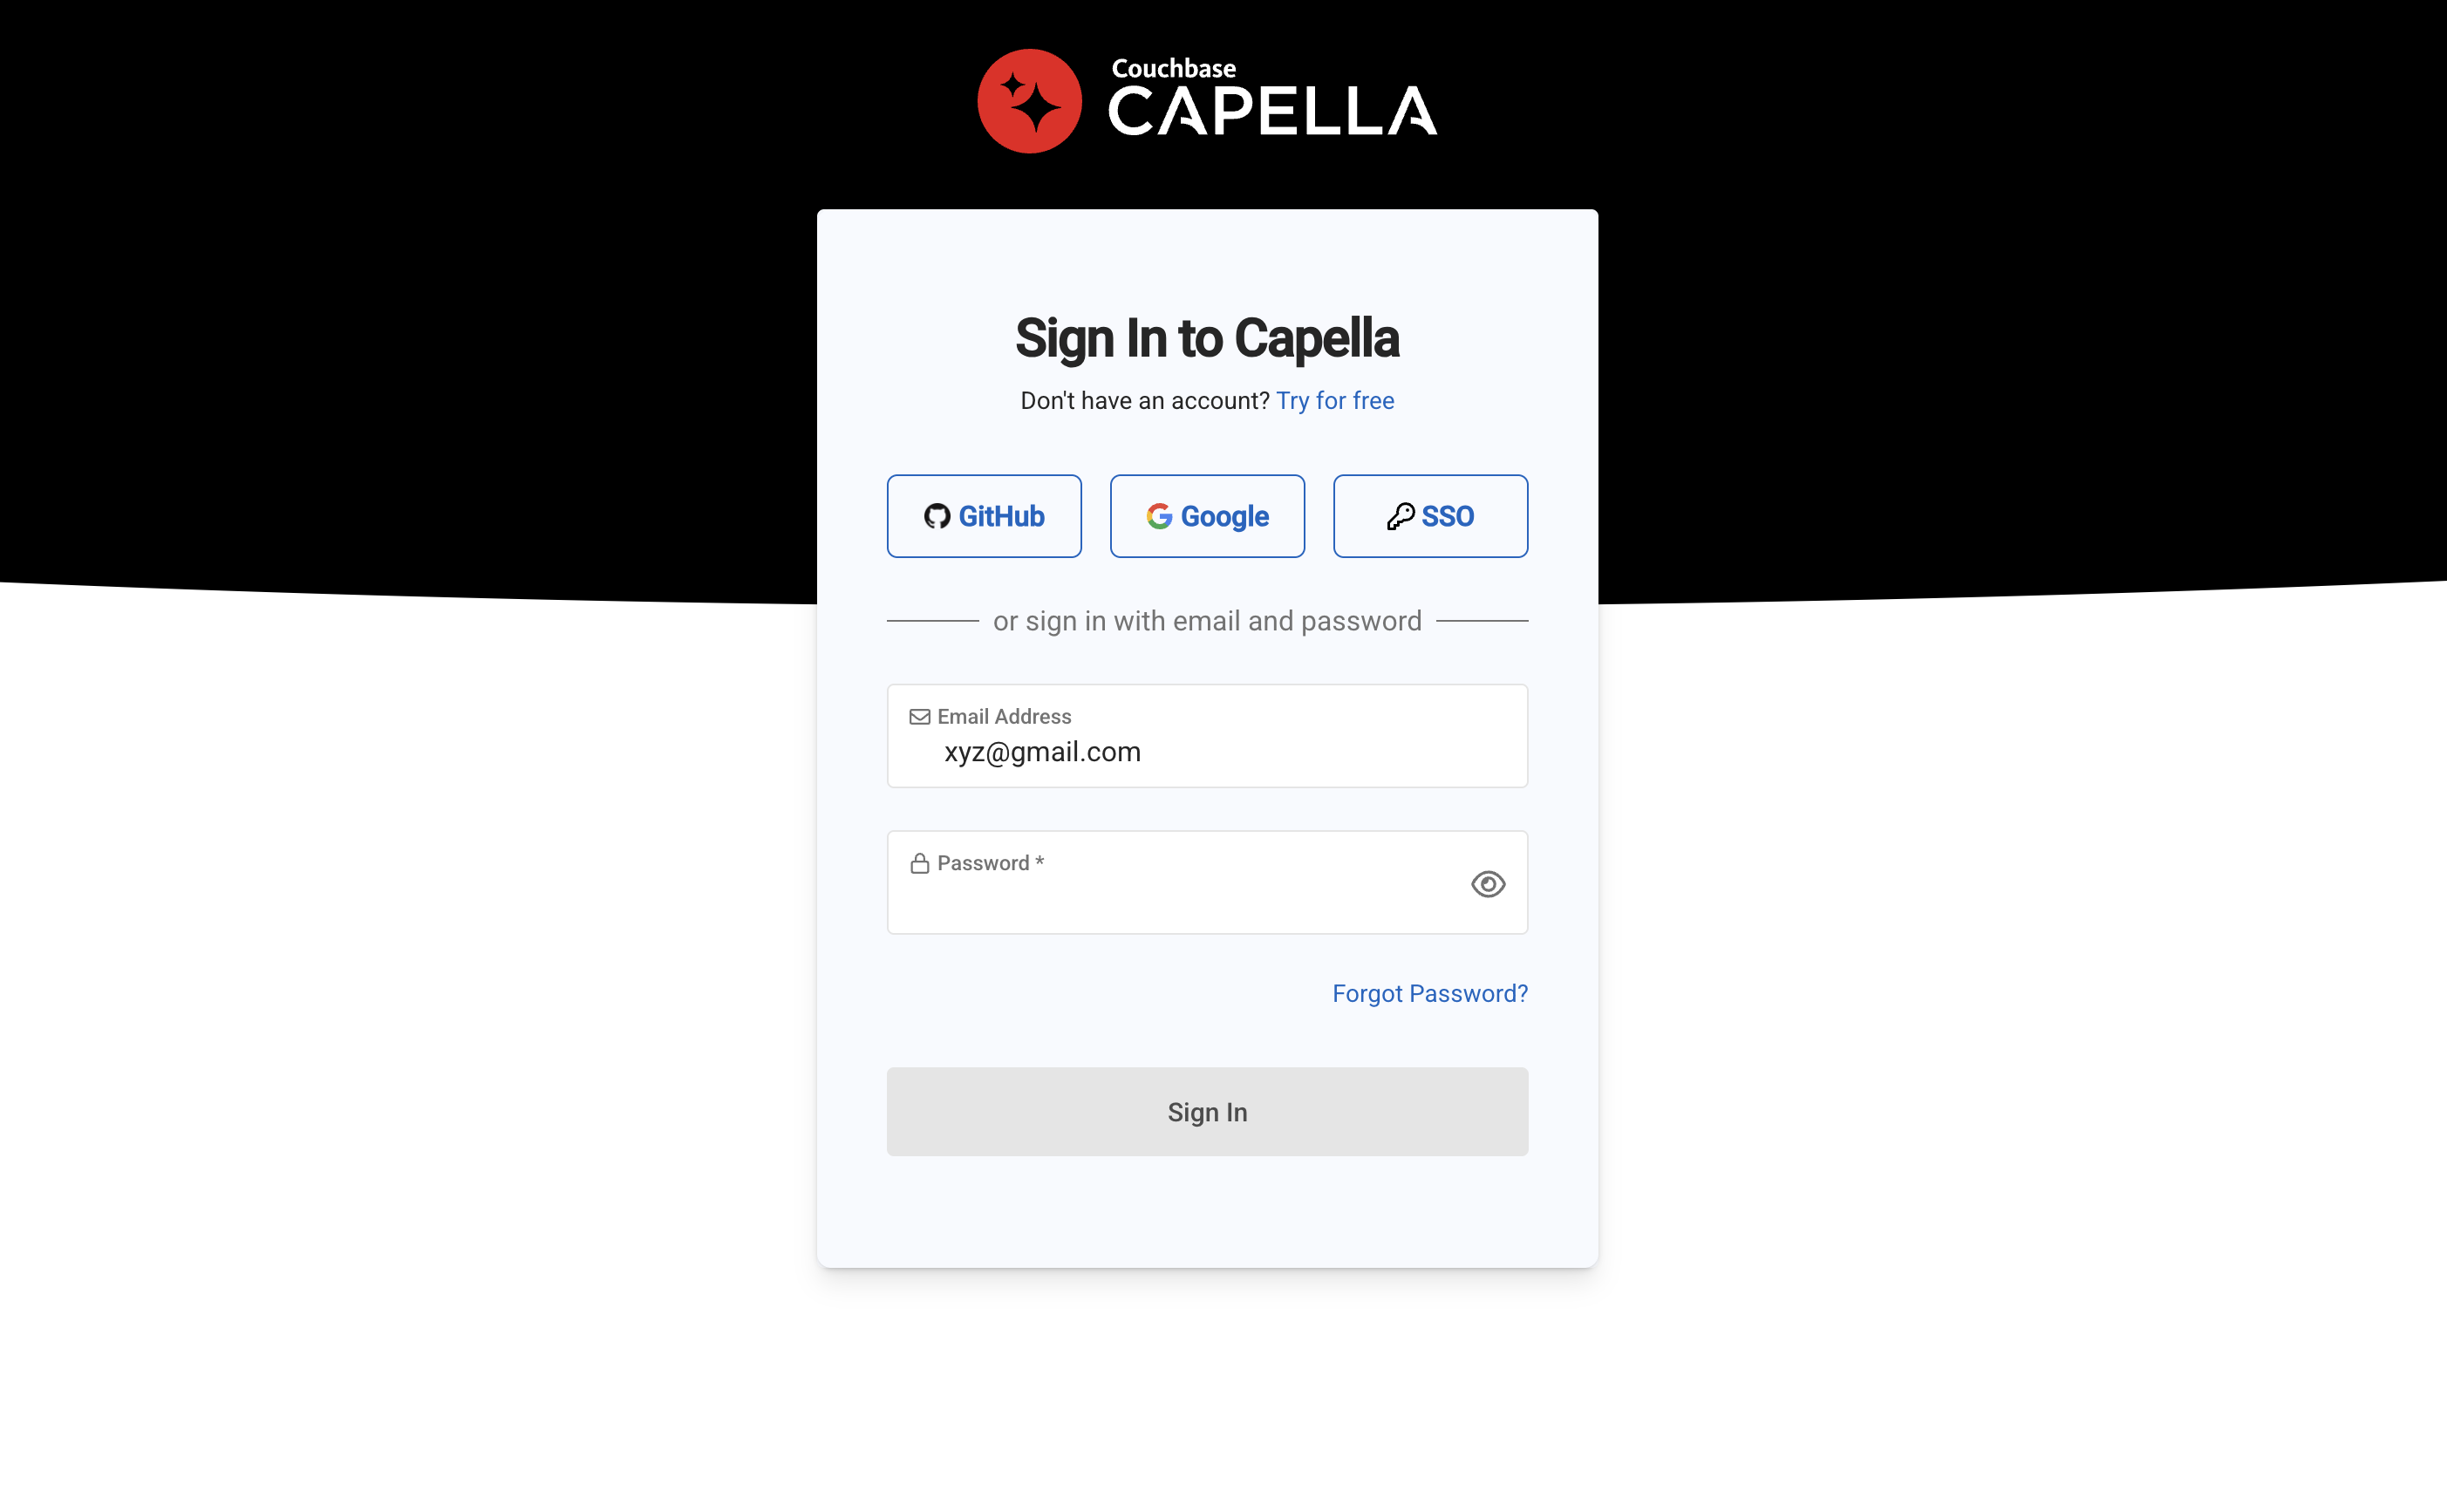 Couchbase
CAPELLA
Sign In to Capella
Don't have an account? Try for free
GitHub
Google
SSO
or sign in with email and password
Email Address
xyz@gmail.com
Password *
Forgot Password?
Sign In